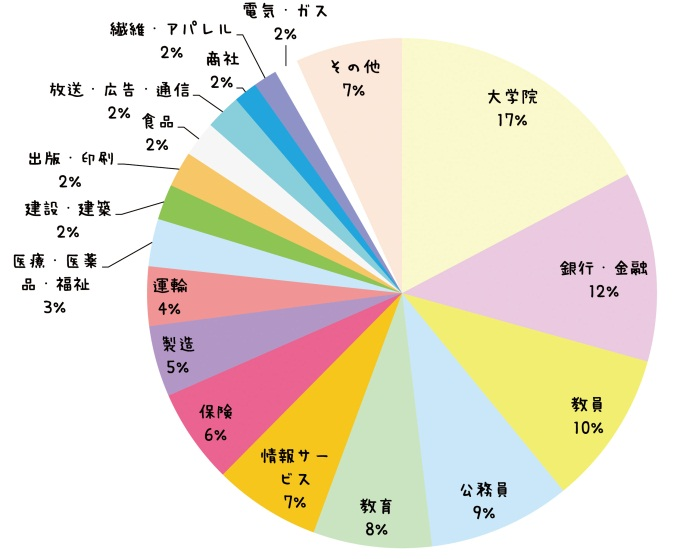 電気・ガス
2%
繊維・アパレル
2%
商社
2%
放送・広告・通信
2%
食品
2%
出版・印刷
2%
建設・建築
2%
医療・医薬
品・福祉
3%
運輸
4%
製造
5%
保険
6%
情報サー
ビス
7%
教育
8%
公務員
9%
教員
10%
銀行・金融
12%
大学院
17%
その他
7%